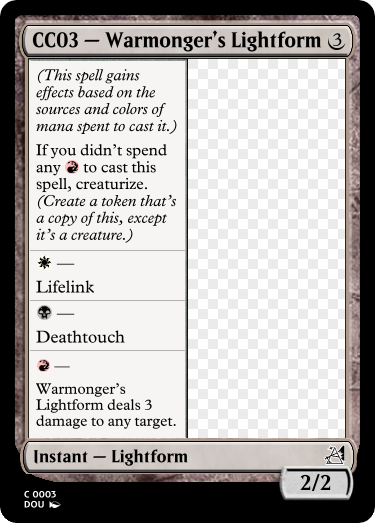 CC03 — Warmonger's Lightform 3
(This spell gains
effects based on the
sources and colors of
mana spent to cast it.)
If you didn't spend
any to cast this
spell, creaturize.
(Create a token that's
a copy of this, except
it's a creature.)
—
Lifelink
—
Deathtouch
—
Warmonger's
Lightform deals 3
damage to any target.
Instant — Lightform
2/2
C 0003
DOU